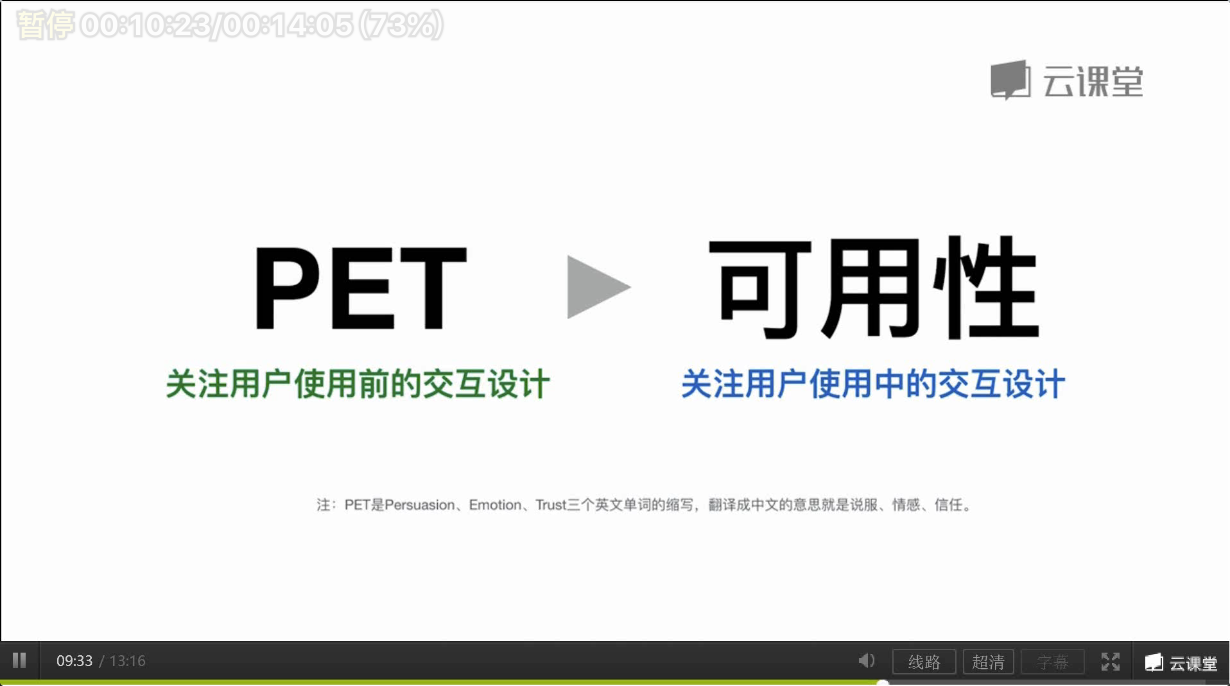 暂停 00:10:23/00:14:05 (73%)
云课堂
PET
可用性
关注用户使用前的交互设计
关注用户使用中的交互设计
注：PET是Persuasion、Emotion、Trust三个英文单词的缩写，翻译成中文的意思就是说服、情感、信任。
09:33 / 13:16
线路
超清
字幕
云课堂